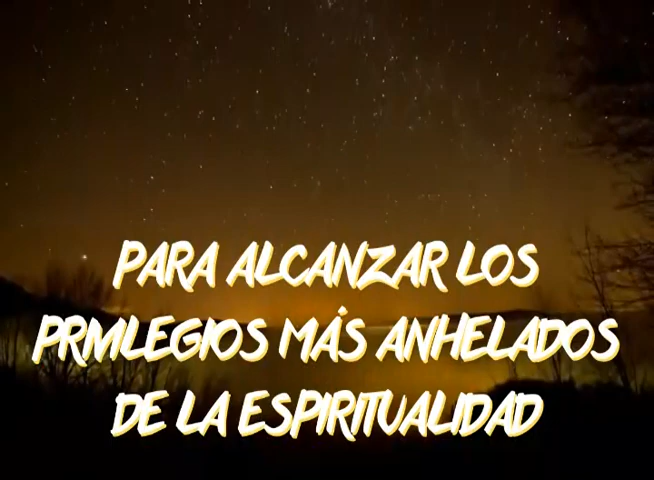 PARA ALCANZAR LOS
PRIVILEGIOS MÁS ANHELADOS
DE LA ESPIRITUALIDAD